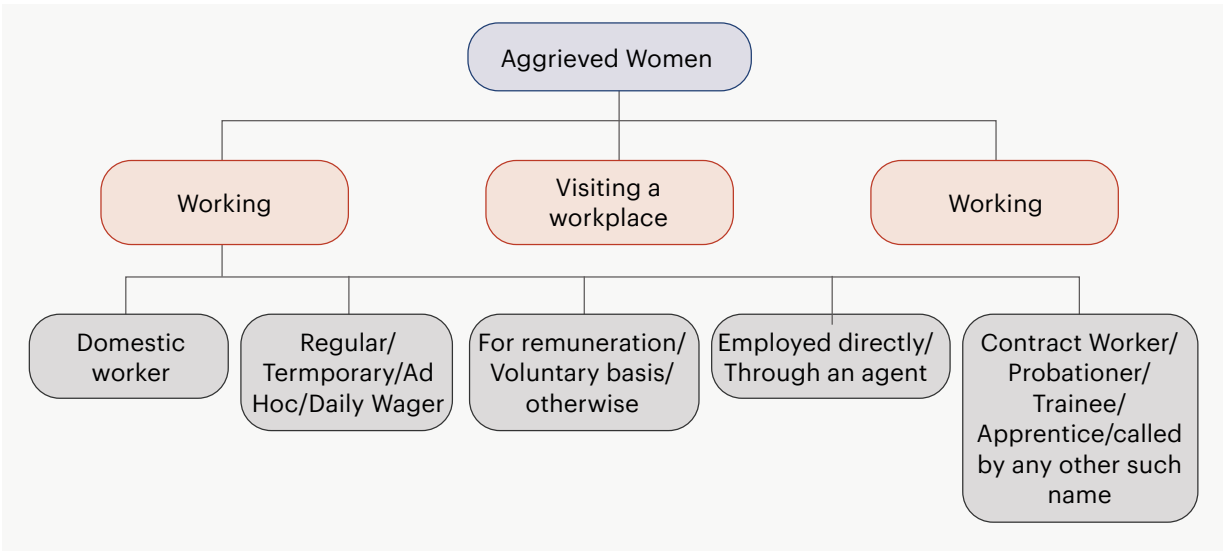 Aggrieved Women
Working
Visiting a
workplace
Working
Domestic
worker
Regular/
Termporary/Ad
Hoc/Daily Wager
For remuneration/
Voluntary basis/
otherwise
Employed directly/
Through an agent
Contract Worker/
Probationer/
Trainee/
Apprentice/called
by any other such
name